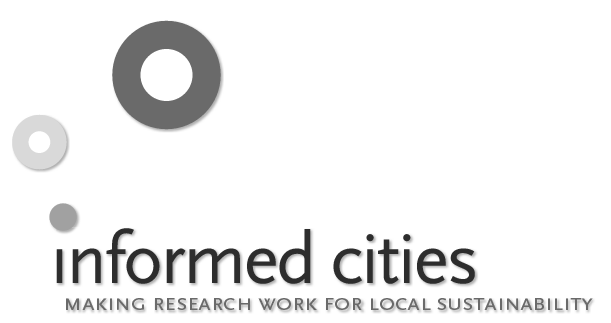 informed cities
MAKING RESEARCH WORK FOR LOCAL SUSTAINABILITY